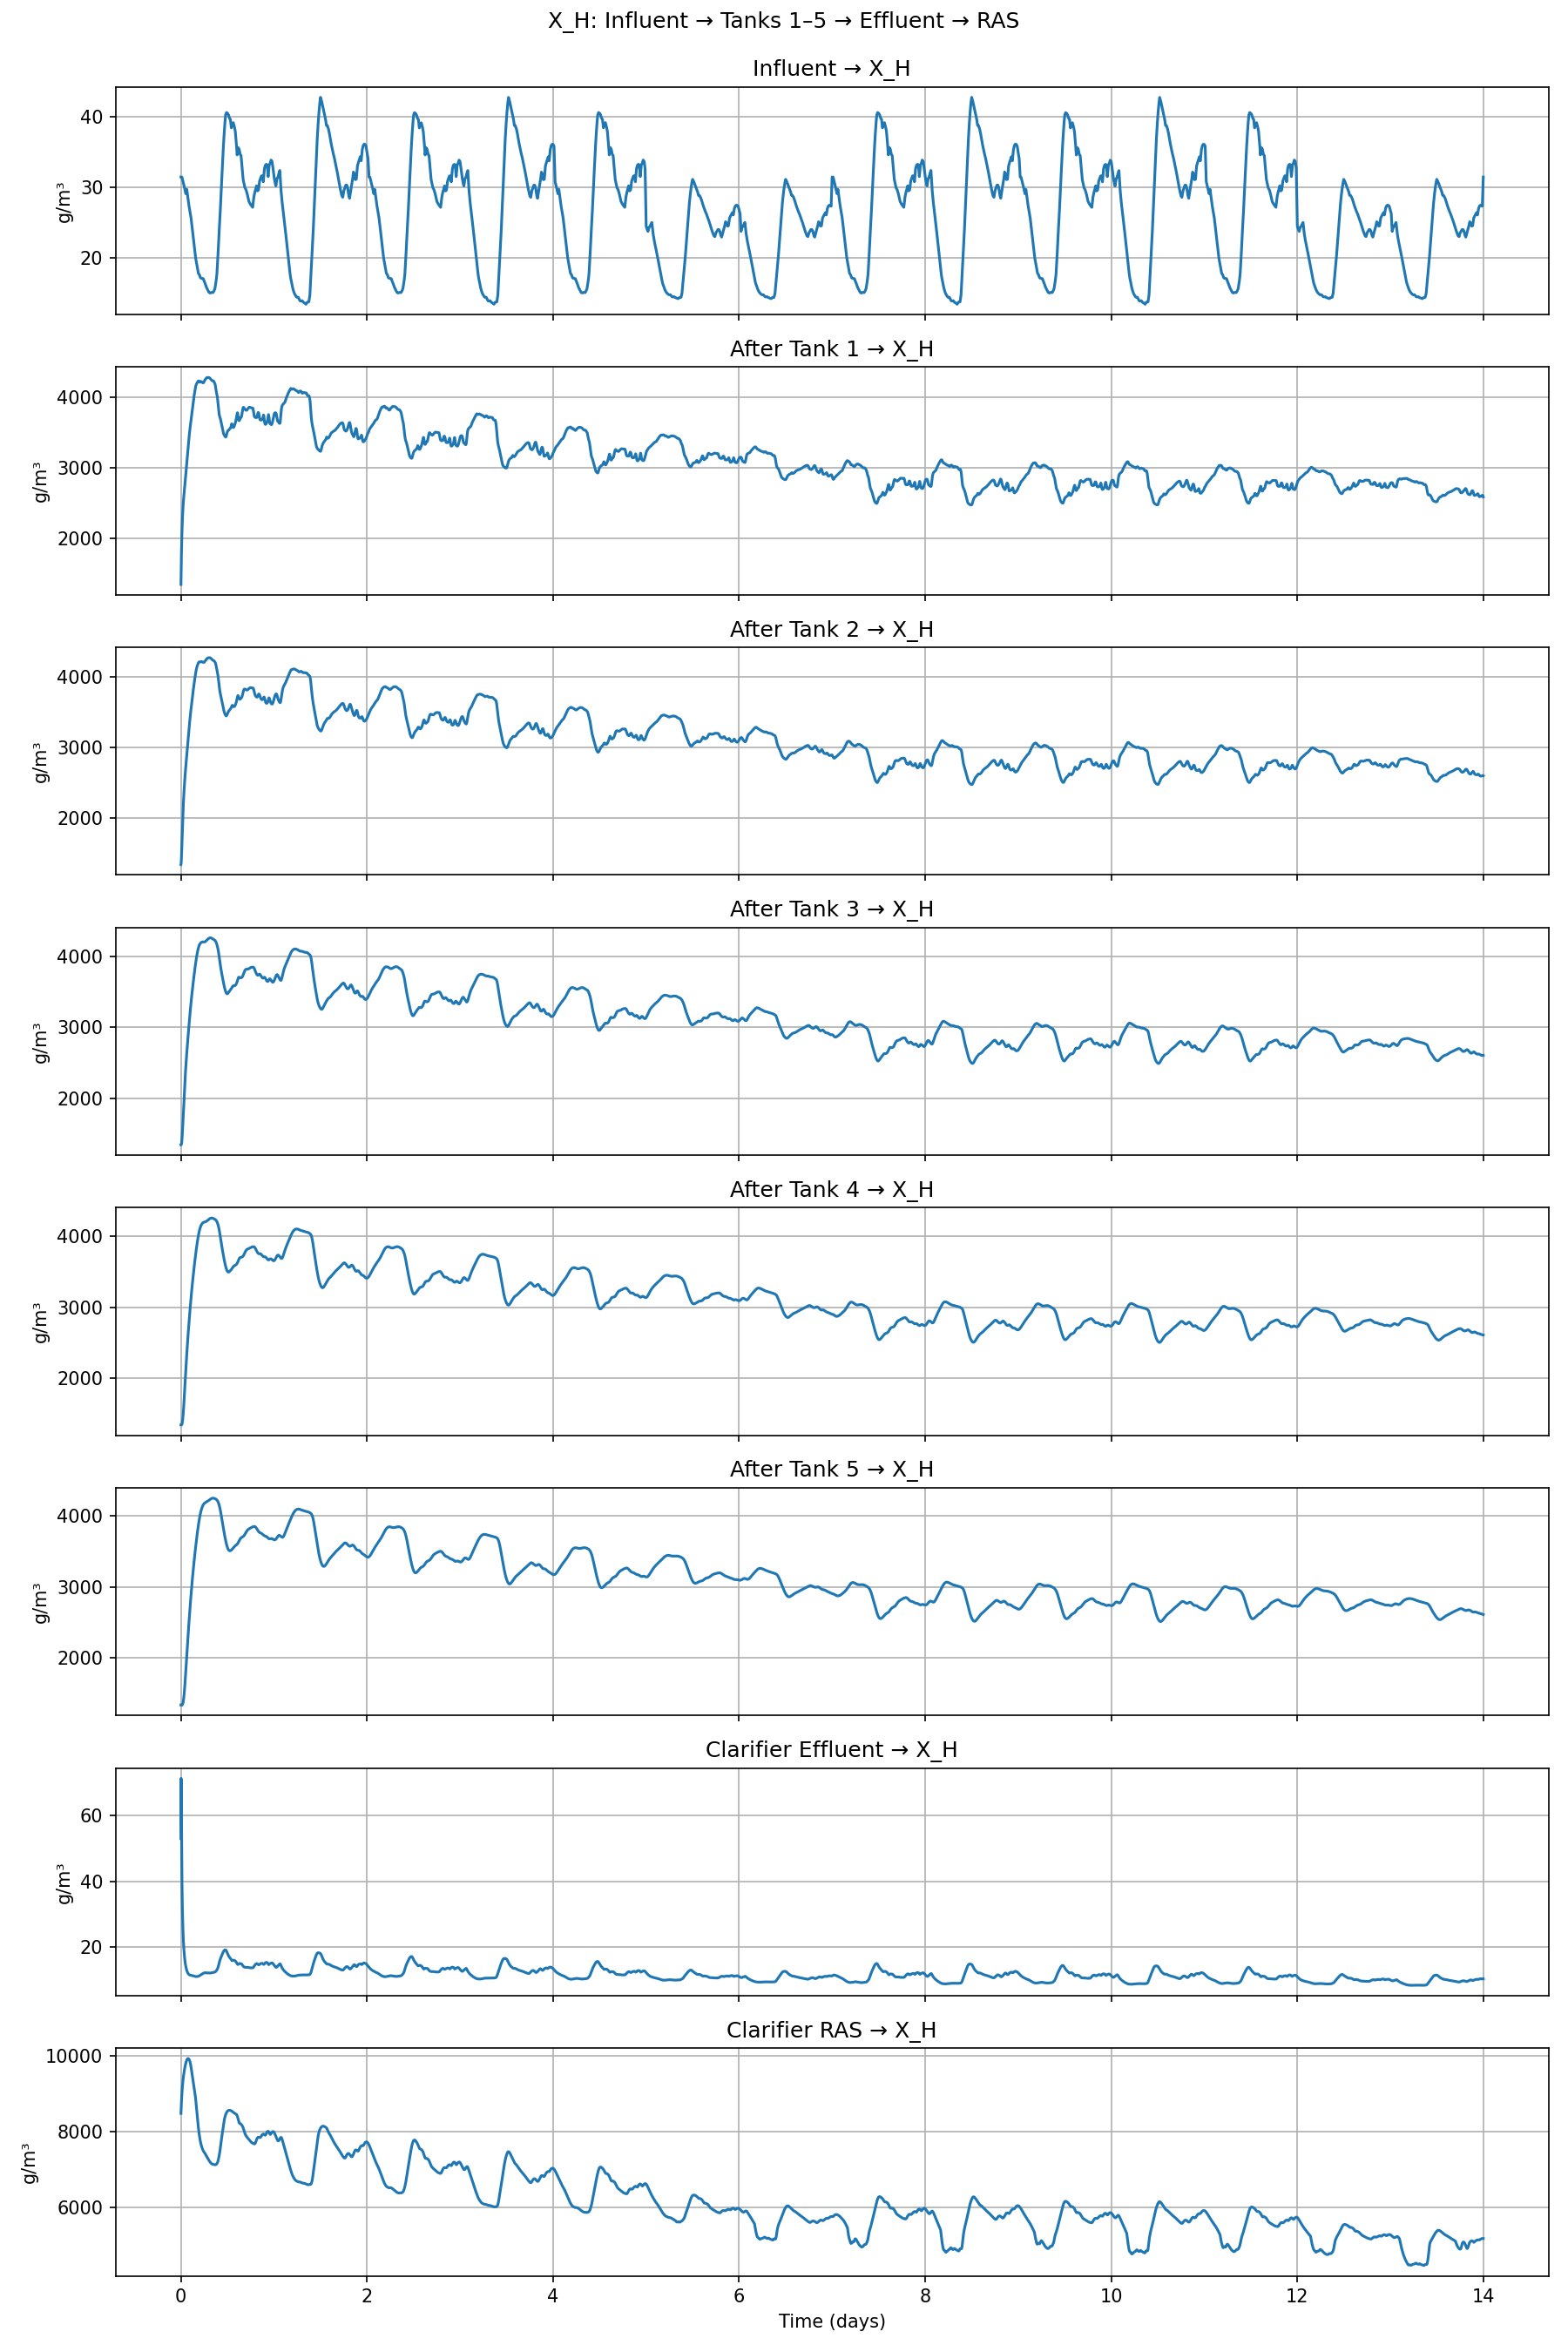 X_H: Influent → Tanks 1–5 → Effluent → RAS
Influent → X_H
40
30
20
g/m³
After Tank 1 → X_H
4000
3000
2000
g/m³
After Tank 2 → X_H
4000
3000
2000
g/m³
After Tank 3 → X_H
4000
3000
2000
g/m³
After Tank 4 → X_H
4000
3000
2000
g/m³
After Tank 5 → X_H
4000
3000
2000
g/m³
Clarifier Effluent → X_H
60
40
20
g/m³
Clarifier RAS → X_H
10000
8000
6000
g/m³
0 2 4 6 8 10 12 14
Time (days)